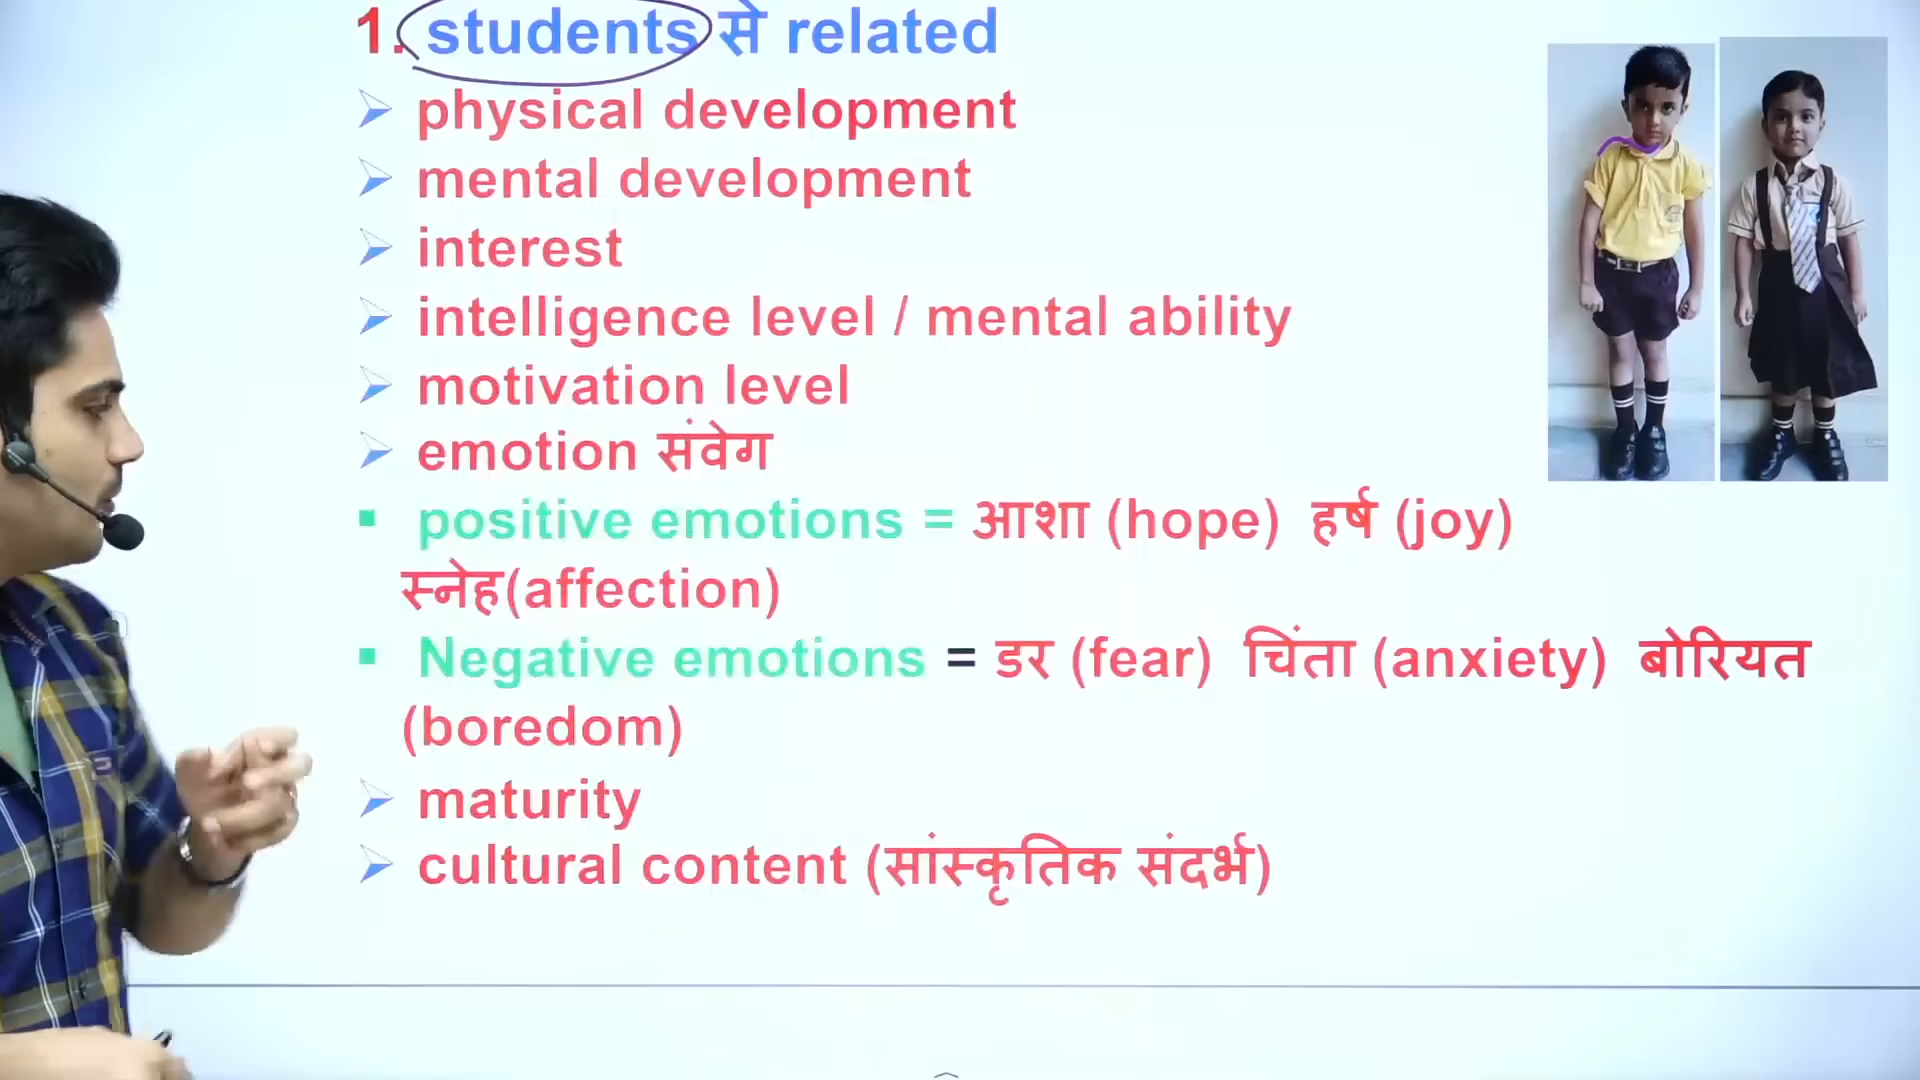 1. students से related
physical development
mental development
interest
intelligence level / mental ability
motivation level
emotion संवेग
positive emotions = आशा (hope) हर्ष (joy)
स्नेह(affection)
Negative emotions = डर (fear) चिंता (anxiety) बोरियत
(boredom)
maturity
cultural content (सांस्कृतिक संदर्भ)